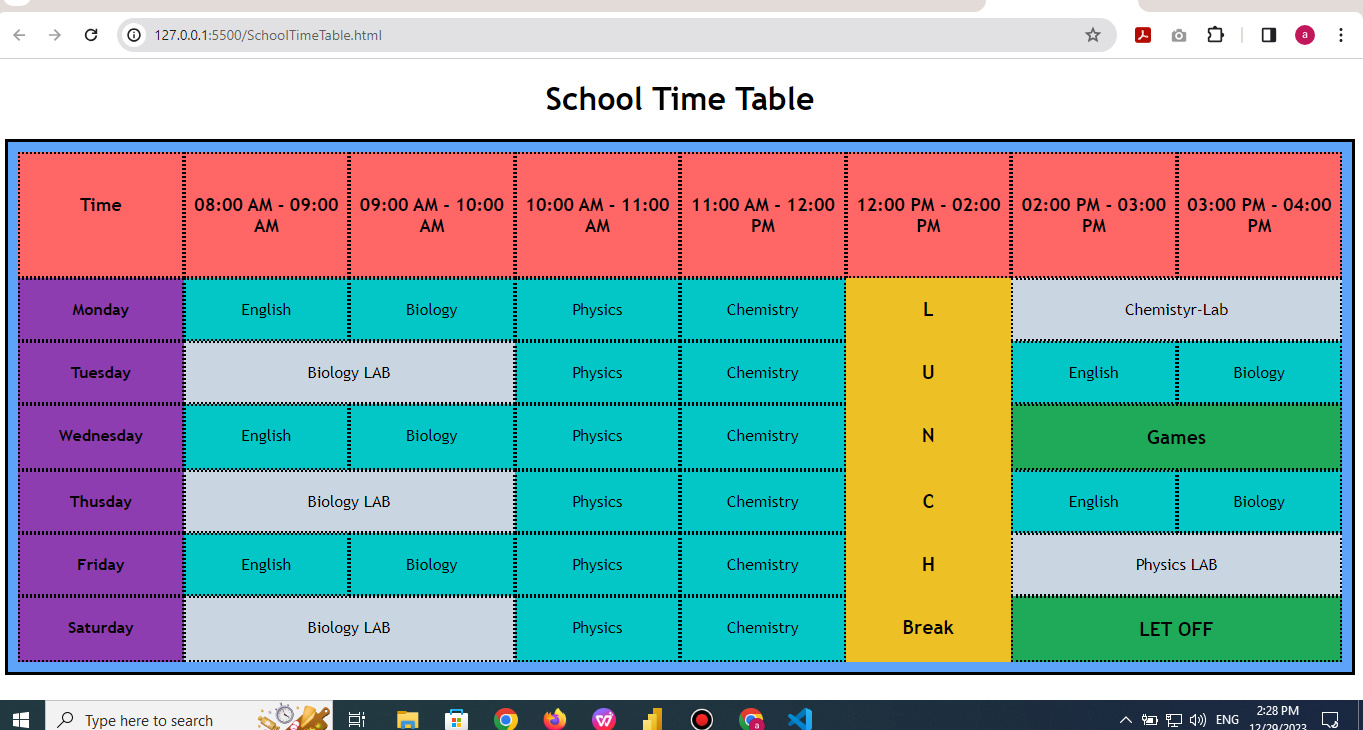 127.0.0.1:5500/SchoolTimeTable.html
a
School Time Table
Time
08:00 AM - 09:00 AM
09:00 AM - 10:00 AM
10:00 AM - 11:00 AM
11:00 AM - 12:00 PM
12:00 PM - 02:00 PM
02:00 PM - 03:00 PM
03:00 PM - 04:00 PM
Monday English Biology Physics Chemistry L Chemistyr-Lab
Tuesday Biology LAB Physics Chemistry U English Biology
Wednesday English Biology Physics Chemistry N Games
Thusday Biology LAB Physics Chemistry C English Biology
Friday English Biology Physics Chemistry H Physics LAB
Saturday Biology LAB Physics Chemistry Break LET OFF
Type here to search
a
ENG
2:28 PM
12/29/2023